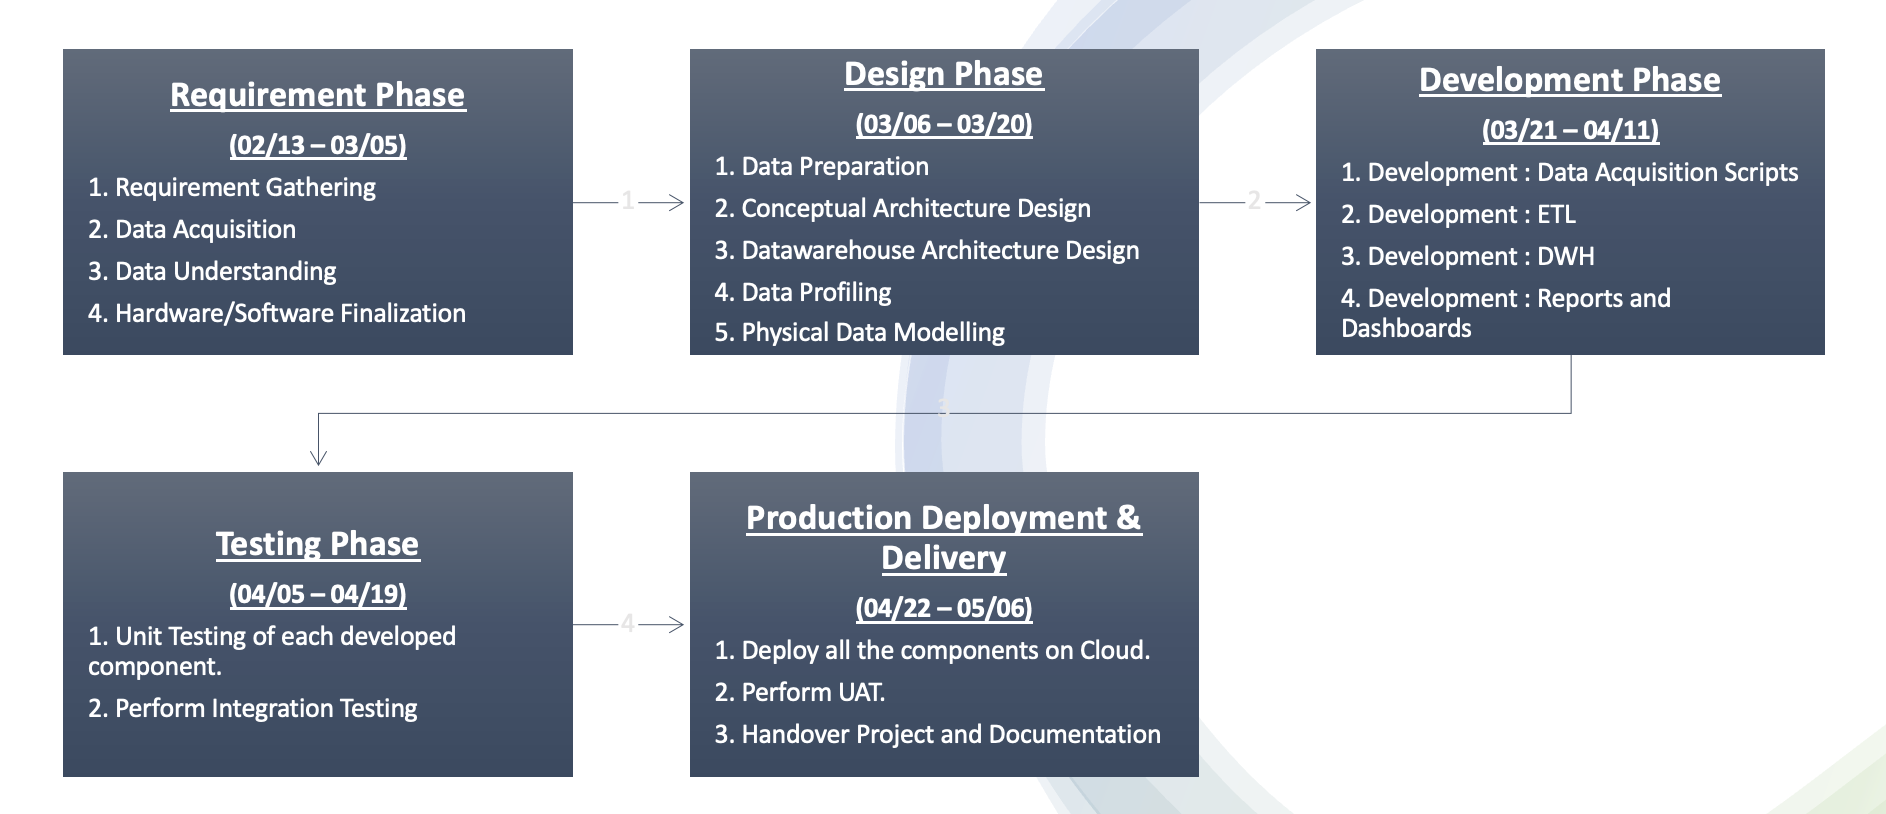 Requirement Phase
(02/13 – 03/05)
1. Requirement Gathering
2. Data Acquisition
3. Data Understanding
4. Hardware/Software Finalization
1
Design Phase
(03/06 – 03/20)
1. Data Preparation
2. Conceptual Architecture Design
3. Datawarehouse Architecture Design
4. Data Profiling
5. Physical Data Modelling
2
Development Phase
(03/21 – 04/11)
1. Development : Data Acquisition Scripts
2. Development : ETL
3. Development : DWH
4. Development : Reports and
Dashboards
3
Testing Phase
(04/05 – 04/19)
1. Unit Testing of each developed
component.
2. Perform Integration Testing
4
Production Deployment &
Delivery
(04/22 – 05/06)
1. Deploy all the components on Cloud.
2. Perform UAT.
3. Handover Project and Documentation